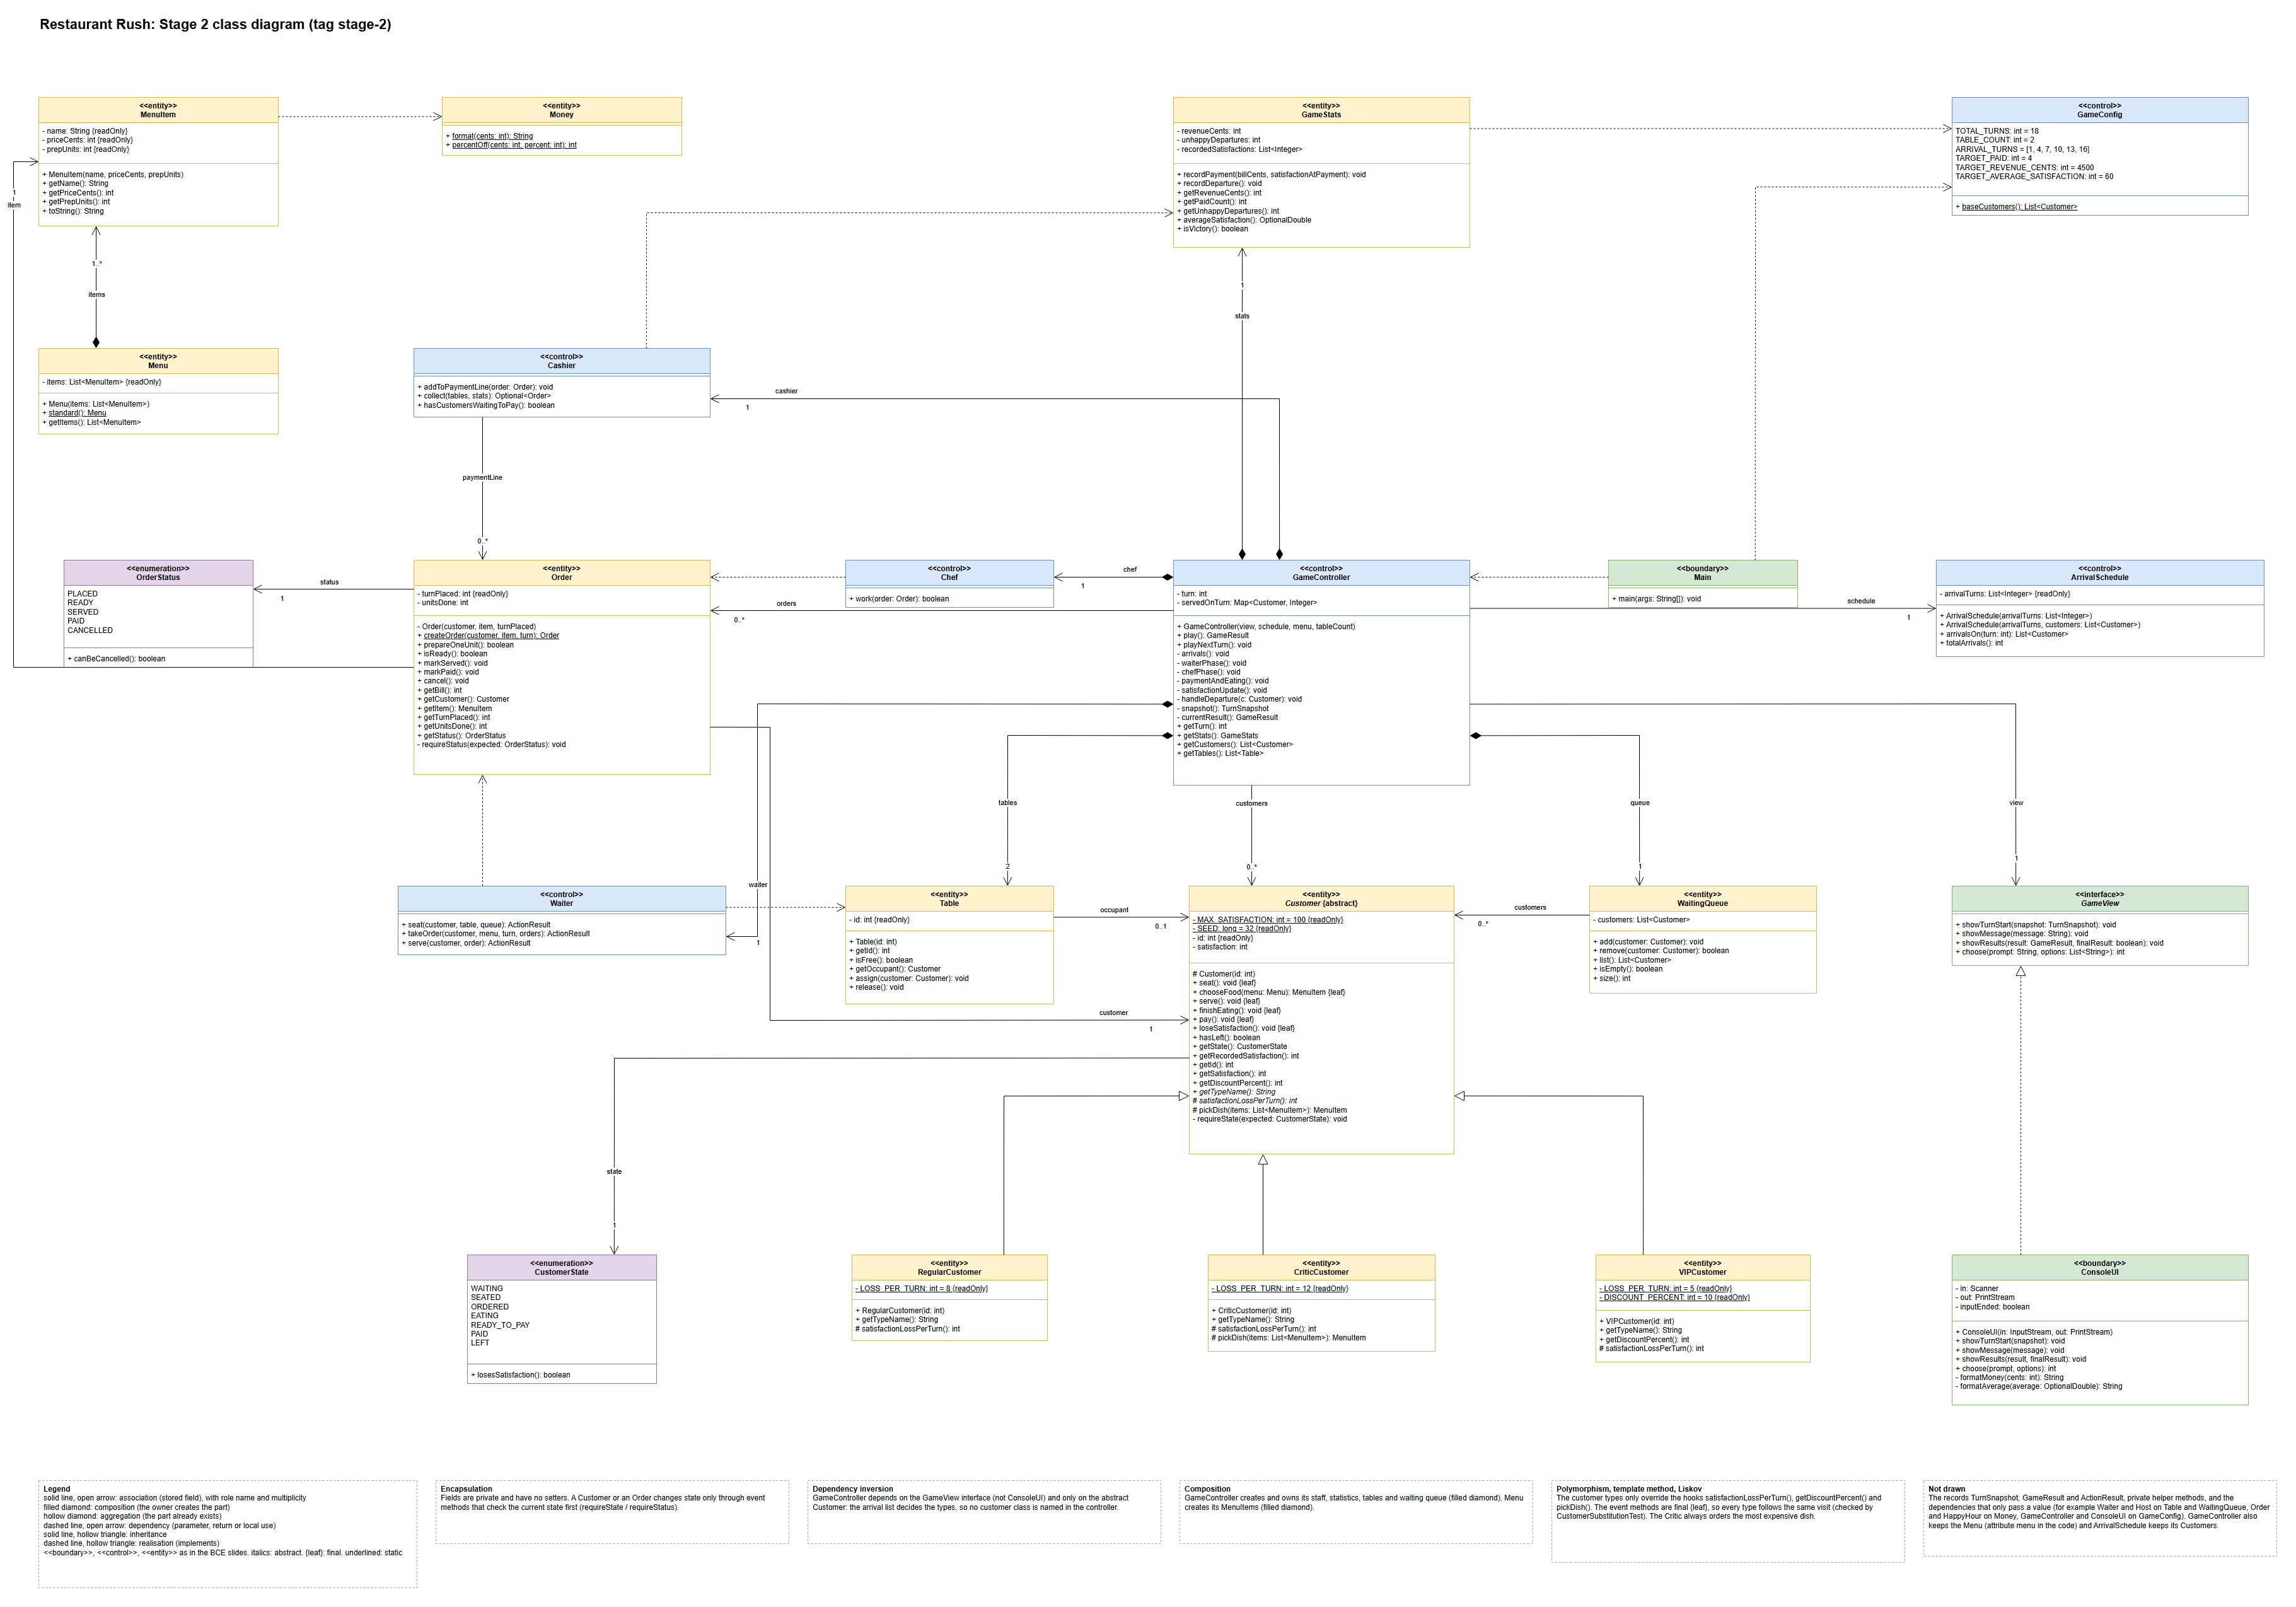 Restaurant Rush: Stage 2 class diagram (tag stage-2)
<<entity>>
MenuItem
- name: String {readOnly}
- priceCents: int {readOnly}
- prepUnits: int {readOnly}
+ MenuItem(name, priceCents, prepUnits)
+ getName(): String
+ getPriceCents(): int
+ getPrepUnits(): int
+ toString(): String
<<entity>>
Money
+ format(cents: int): String
+ percentOff(cents: int, percent: int): int
<<entity>>
GameStats
- revenueCents: int
- unhappyDepartures: int
- recordedSatisfactions: List<Integer>
+ recordPayment(billCents, satisfactionAtPayment): void
+ recordDeparture(): void
+ getRevenueCents(): int
+ getPaidCount(): int
+ getUnhappyDepartures(): int
+ averageSatisfaction(): OptionalDouble
+ isVictory(): boolean
<<control>>
GameConfig
TOTAL_TURNS: int = 18
TABLE_COUNT: int = 2
ARRIVAL_TURNS = [1, 4, 7, 10, 13, 16]
TARGET_PAID: int = 4
TARGET_REVENUE_CENTS: int = 4500
TARGET_AVERAGE_SATISFACTION: int = 60
+ baseCustomers(): List<Customer>
1
item
1..*
items
1
stats
<<entity>>
Menu
- items: List<MenuItem> {readOnly}
+ Menu(items: List<MenuItem>)
+ standard(): Menu
+ getItems(): List<MenuItem>
<<control>>
Cashier
+ addToPaymentLine(order: Order): void
+ collect(tables, stats): Optional<Order>
+ hasCustomersWaitingToPay(): boolean
cashier
1
paymentLine
0..*
<<enumeration>>
OrderStatus
PLACED
READY
SERVED
PAID
CANCELLED
+ canBeCancelled(): boolean
status
1
<<entity>>
Order
- turnPlaced: int {readOnly}
- unitsDone: int
- Order(customer, item, turnPlaced)
+ createOrder(customer, item, turn): Order
+ prepareOneUnit(): boolean
+ isReady(): boolean
+ markServed(): void
+ markPaid(): void
+ cancel(): void
+ getBill(): int
+ getCustomer(): Customer
+ getItem(): MenuItem
+ getTurnPlaced(): int
+ getUnitsDone(): int
+ getStatus(): OrderStatus
- requireStatus(expected: OrderStatus): void
<<control>>
Chef
+ work(order: Order): boolean
chef
1
orders
0..*
<<control>>
GameController
- turn: int
- servedOnTurn: Map<Customer, Integer>
+ GameController(view, schedule, menu, tableCount)
+ play(): GameResult
+ playNextTurn(): void
- arrivals(): void
- waiterPhase(): void
- chefPhase(): void
- paymentAndEating(): void
- satisfactionUpdate(): void
- handleDeparture(c: Customer): void
- snapshot(): TurnSnapshot
- currentResult(): GameResult
+ getTurn(): int
+ getStats(): GameStats
+ getCustomers(): List<Customer>
+ getTables(): List<Table>
<<boundary>>
Main
+ main(args: String[]): void
schedule
1
<<control>>
ArrivalSchedule
- arrivalTurns: List<Integer> {readOnly}
+ ArrivalSchedule(arrivalTurns: List<Integer>)
+ ArrivalSchedule(arrivalTurns, customers: List<Customer>)
+ arrivalsOn(turn: int): List<Customer>
+ totalArrivals(): int
tables
2
customers
0..*
queue
1
view
1
waiter
1
<<control>>
Waiter
+ seat(customer, table, queue): ActionResult
+ takeOrder(customer, menu, turn, orders): ActionResult
+ serve(customer, order): ActionResult
<<entity>>
Table
- id: int {readOnly}
+ Table(id: int)
+ getId(): int
+ isFree(): boolean
+ getOccupant(): Customer
+ assign(customer: Customer): void
+ release(): void
occupant
0..1
<<entity>>
Customer {abstract}
- MAX_SATISFACTION: int = 100 {readOnly}
- SEED: long = 32 {readOnly}
- id: int {readOnly}
- satisfaction: int
# Customer(id: int)
+ seat(): void {leaf}
+ chooseFood(menu: Menu): MenuItem {leaf}
+ serve(): void {leaf}
+ finishEating(): void {leaf}
+ pay(): void {leaf}
+ loseSatisfaction(): void {leaf}
+ hasLeft(): boolean
+ getState(): CustomerState
+ getRecordedSatisfaction(): int
+ getId(): int
+ getSatisfaction(): int
+ getDiscountPercent(): int
+ getTypeName(): String
# satisfactionLossPerTurn(): int
# pickDish(items: List<MenuItem>): MenuItem
- requireState(expected: CustomerState): void
customers
0..*
<<entity>>
WaitingQueue
- customers: List<Customer>
+ add(customer: Customer): void
+ remove(customer: Customer): boolean
+ list(): List<Customer>
+ isEmpty(): boolean
+ size(): int
<<interface>>
GameView
+ showTurnStart(snapshot: TurnSnapshot): void
+ showMessage(message: String): void
+ showResults(result: GameResult, finalResult: boolean): void
+ choose(prompt: String, options: List<String>): int
customer
1
state
1
<<enumeration>>
CustomerState
WAITING
SEATED
ORDERED
EATING
READY_TO_PAY
PAID
LEFT
+ losesSatisfaction(): boolean
<<entity>>
RegularCustomer
- LOSS_PER_TURN: int = 8 {readOnly}
+ RegularCustomer(id: int)
+ getTypeName(): String
# satisfactionLossPerTurn(): int
<<entity>>
CriticCustomer
- LOSS_PER_TURN: int = 12 {readOnly}
+ CriticCustomer(id: int)
+ getTypeName(): String
# satisfactionLossPerTurn(): int
# pickDish(items: List<MenuItem>): MenuItem
<<entity>>
VIPCustomer
- LOSS_PER_TURN: int = 5 {readOnly}
- DISCOUNT_PERCENT: int = 10 {readOnly}
+ VIPCustomer(id: int)
+ getTypeName(): String
+ getDiscountPercent(): int
# satisfactionLossPerTurn(): int
<<boundary>>
ConsoleUI
- in: Scanner
- out: PrintStream
- inputEnded: boolean
+ ConsoleUI(in: InputStream, out: PrintStream)
+ showTurnStart(snapshot): void
+ showMessage(message): void
+ showResults(result, finalResult): void
+ choose(prompt, options): int
- formatMoney(cents: int): String
- formatAverage(average: OptionalDouble): String
Legend
solid line, open arrow: association (stored field), with role name and multiplicity
filled diamond: composition (the owner creates the part)
hollow diamond: aggregation (the part already exists)
dashed line, open arrow: dependency (parameter, return or local use)
solid line, hollow triangle: inheritance
dashed line, hollow triangle: realisation (implements)
<<boundary>>, <<control>>, <<entity>> as in the BCE slides. italics: abstract. {leaf}: final. underlined: static
Encapsulation
Fields are private and have no setters. A Customer or an Order changes state only through event
methods that check the current state first (requireState / requireStatus).
Dependency inversion
GameController depends on the GameView interface (not ConsoleUI) and only on the abstract
Customer: the arrival list decides the types, so no customer class is named in the controller.
Composition
GameController creates and owns its staff, statistics, tables and waiting queue (filled diamond). Menu
creates its MenuItems (filled diamond).
Polymorphism, template method, Liskov
The customer types only override the hooks satisfactionLossPerTurn(), getDiscountPercent() and
pickDish(). The event methods are final {leaf}, so every type follows the same visit (checked by
CustomerSubstitutionTest). The Critic always orders the most expensive dish.
Not drawn
The records TurnSnapshot, GameResult and ActionResult, private helper methods, and the
dependencies that only pass a value (for example Waiter and Host on Table and WaitingQueue, Order
and HappyHour on Money, GameController and ConsoleUI on GameConfig). GameController also
keeps the Menu (attribute menu in the code) and ArrivalSchedule keeps its Customers.